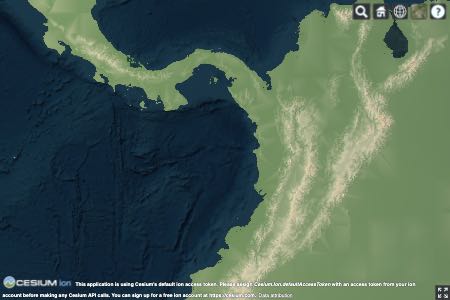 CESIUM ion This application is using Cesium's default ion access token. Please assign Cesium.Ion.defaultAccessToken with an access token from your ion
account before making any Cesium API calls. You can sign up for a free ion account at https://cesium.com. Data attribution